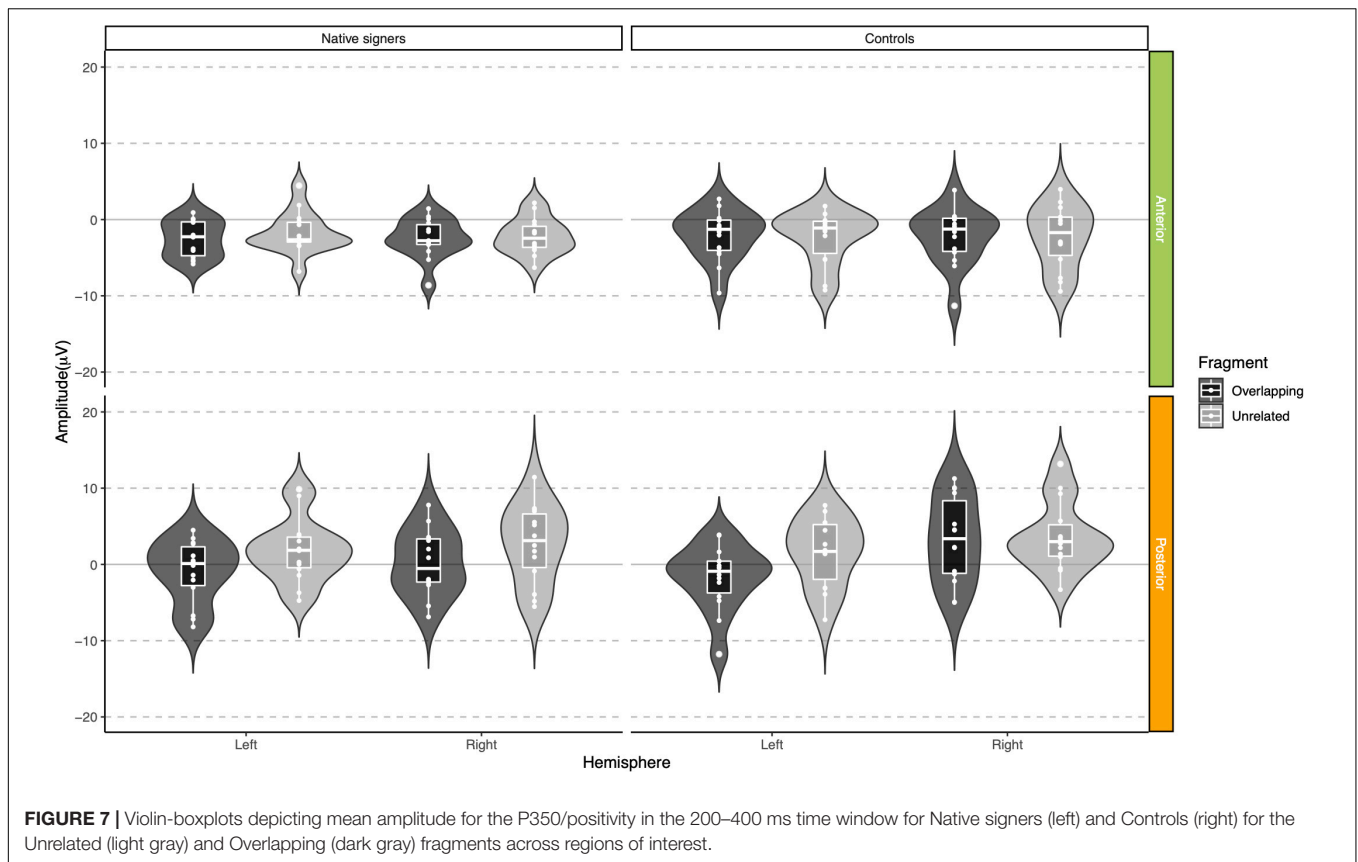 Native signers
Controls
20
10
0
−10
−20
Anterior
Amplitude(µV)
20
10
0
−10
−20
Posterior
Left
Right
Left
Right
Hemisphere
Fragment
Overlapping
Unrelated
FIGURE 7 | Violin-boxplots depicting mean amplitude for the P350/positivity in the 200–400 ms time window for Native signers (left) and Controls (right) for the
Unrelated (light gray) and Overlapping (dark gray) fragments across regions of interest.